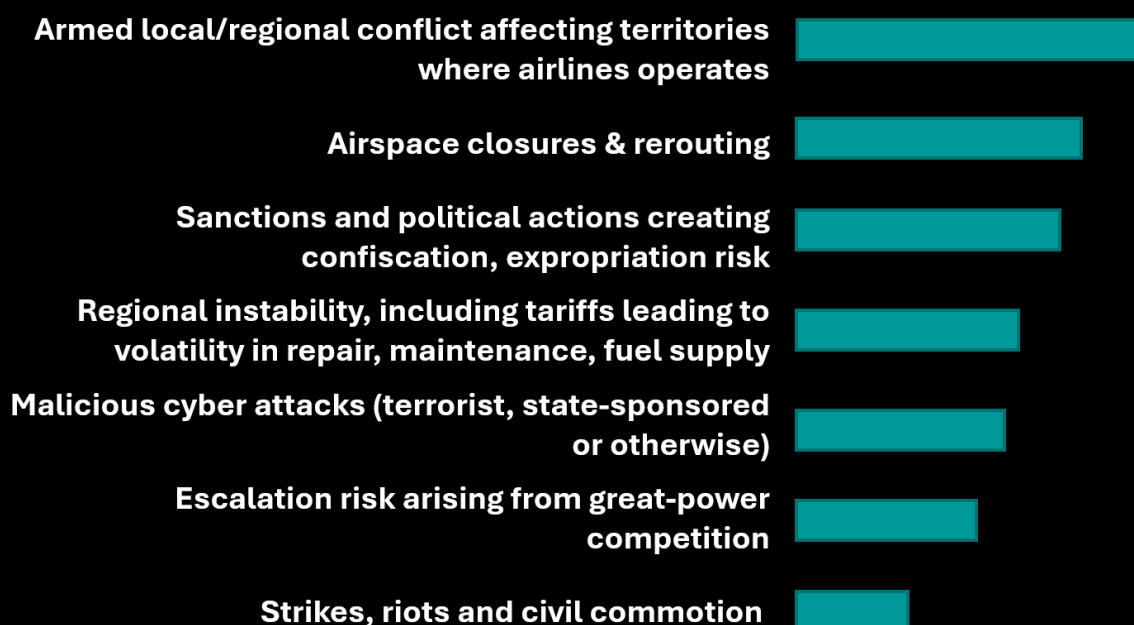 Armed local/regional conflict affecting territories
where airlines operates
Airspace closures & rerouting
Sanctions and political actions creating
confiscation, expropriation risk
Regional instability, including tariffs leading to
volatility in repair, maintenance, fuel supply
Malicious cyber attacks (terrorist, state-sponsored
or otherwise)
Escalation risk arising from great-power
competition
Strikes, riots and civil commotion